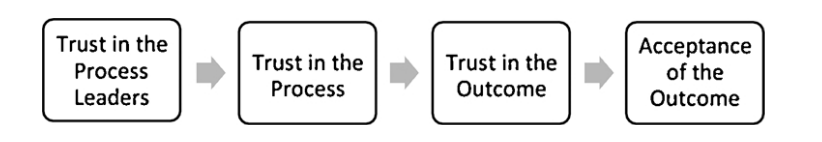 Trust in the
Process
Leaders
Trust in the
Process
Trust in the
Outcome
Acceptance
of the
Outcome